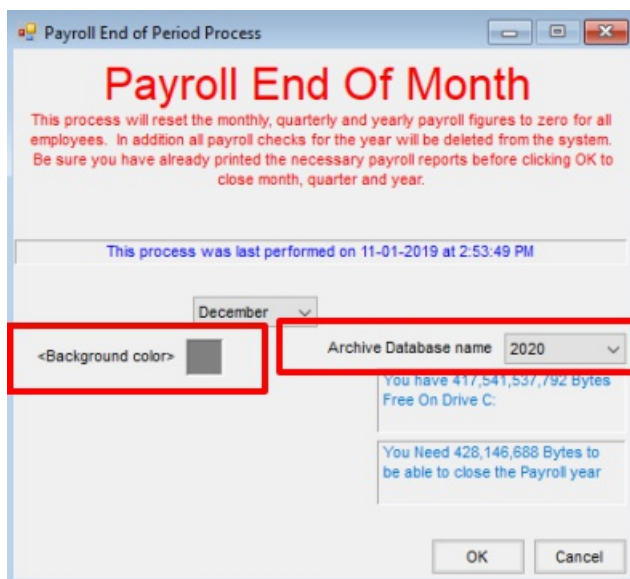 Payroll End of Period Process
Payroll End Of Month
This process will reset the monthly, quarterly and yearly payroll figures to zero for all
employees. In addition all payroll checks for the year will be deleted from the system.
Be sure you have already printed the necessary payroll reports before clicking OK to
close month, quarter and year.
This process was last performed on 11-01-2019 at 2:53:49 PM
December
<Background color>
Archive Database name 2020
You have 417,541,537,792 Bytes
Free On Drive C:
You Need 428,146,688 Bytes to
be able to close the Payroll year
OK Cancel